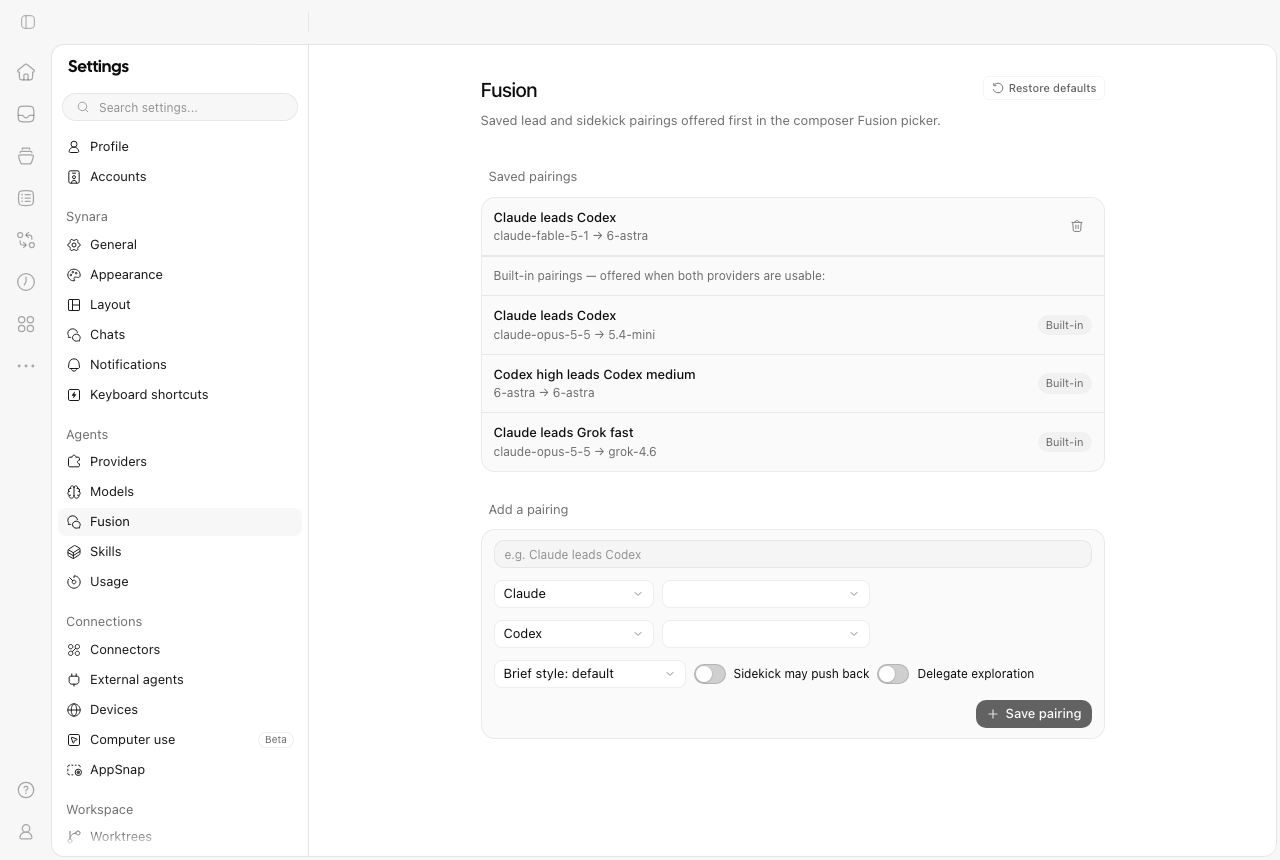 Settings
Search settings...
Profile
Accounts
Synara
General
Appearance
Layout
Chats
Notifications
Keyboard shortcuts
Agents
Providers
Models
Fusion
Skills
Usage
Connections
Connectors
External agents
Devices
Computer use
Beta
AppSnap
Workspace
Worktrees
Fusion
Restore defaults
Saved lead and sidekick pairings offered first in the composer Fusion picker.
Saved pairings
Claude leads Codex
claude-fable-5-1 → 6-astra
Built-in pairings — offered when both providers are usable:
Claude leads Codex
claude-opus-5-5 → 5.4-mini
Built-in
Codex high leads Codex medium
6-astra → 6-astra
Built-in
Claude leads Grok fast
claude-opus-5-5 → grok-4.6
Built-in
Add a pairing
e.g. Claude leads Codex
Claude
Codex
Brief style: default
Sidekick may push back
Delegate exploration
Save pairing